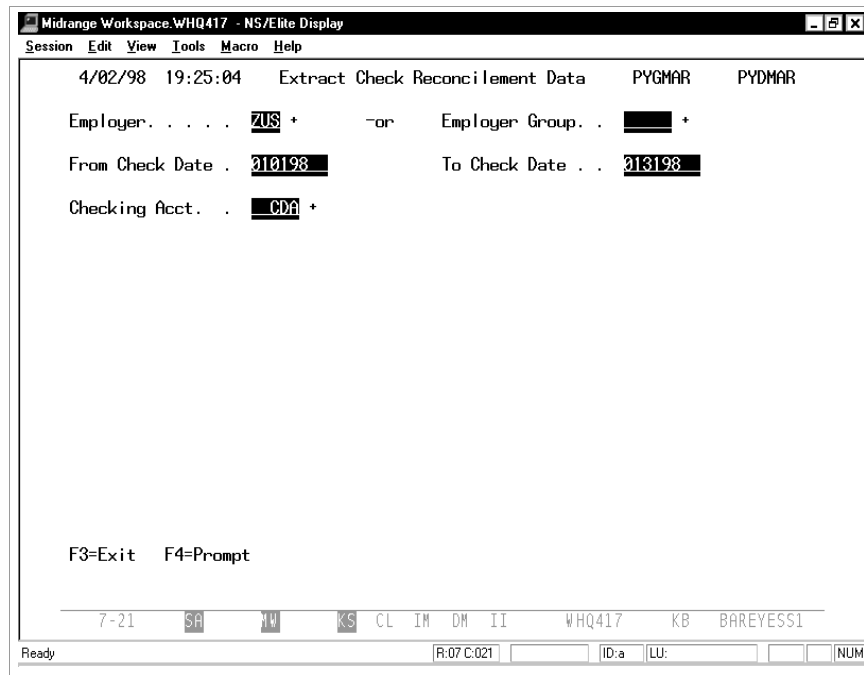 Midrange Workspace.WHQ417 - NS/Elite Display
Session Edit View Tools Macro Help
4/02/98 19:25:04 Extract Check Reconcilement Data PYGMAR PYDMAR
Employer. . . . . ZUS + -or Employer Group. . +
From Check Date . 010198 To Check Date . . 013198
Checking Acct. . CDA +
F3=Exit F4=Prompt
7-21 SA MW KS CL IM DM II WHQ417 KB BAREYESS1
Ready R:07 C:021 ID:a LU: NUM